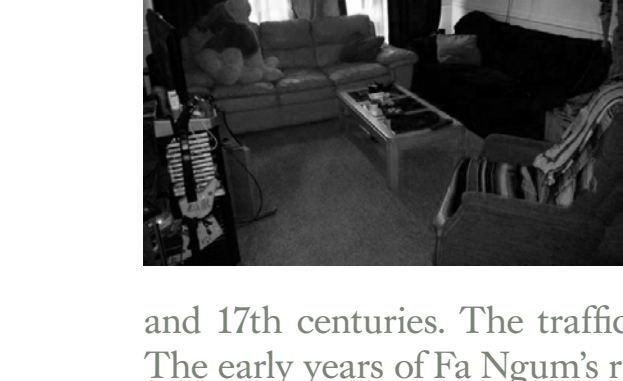 and 17th centuries. The traffic
The early years of Fa Ngum's r